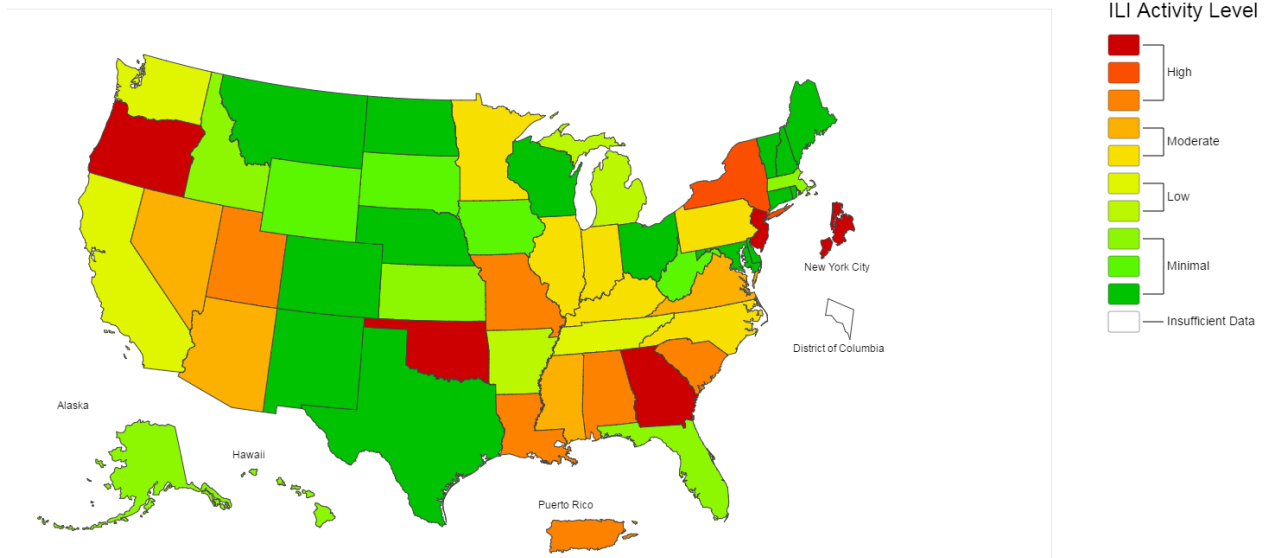 ILI Activity Level
High
Moderate
Low
Minimal
Insufficient Data
New York City
District of Columbia
Alaska
Hawaii
Puerto Rico